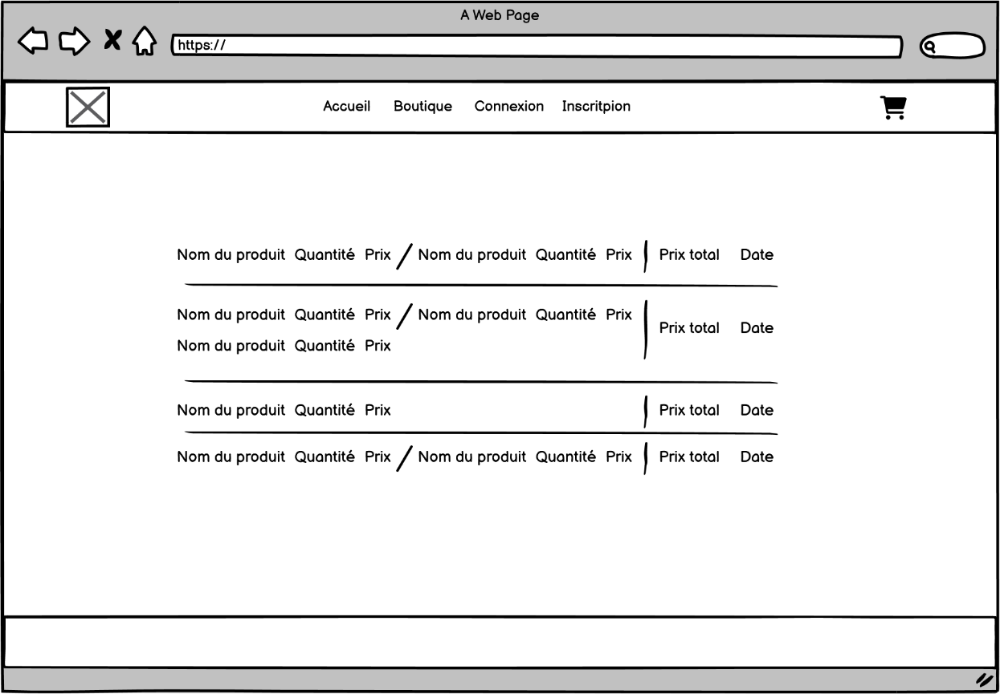 A Web Page
https://
Accueil Boutique Connexion Inscritpion
Nom du produit Quantité Prix / Nom du produit Quantité Prix | Prix total Date
Nom du produit Quantité Prix / Nom du produit Quantité Prix
Prix total Date
Nom du produit Quantité Prix
Nom du produit Quantité Prix | Prix total Date
Nom du produit Quantité Prix / Nom du produit Quantité Prix | Prix total Date